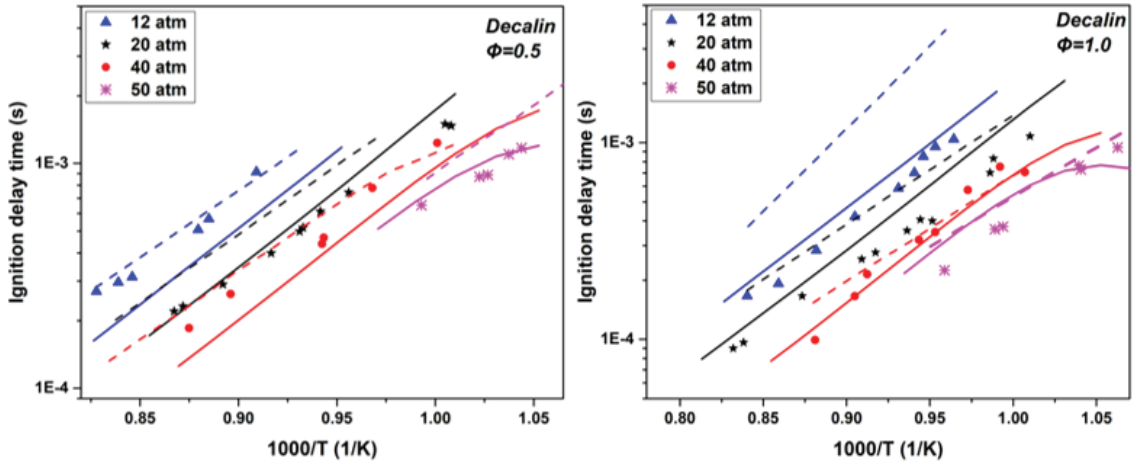 12 atm
20 atm
40 atm
50 atm
Decalin
Φ=0.5
Ignition delay time (s)
1E-3
1E-4
0.85
0.90
0.95
1.00
1.05
1000/T (1/K)
12 atm
20 atm
40 atm
50 atm
Decalin
Φ=1.0
Ignition delay time (s)
1E-3
1E-4
0.80
0.85
0.90
0.95
1.00
1.05
1000/T (1/K)